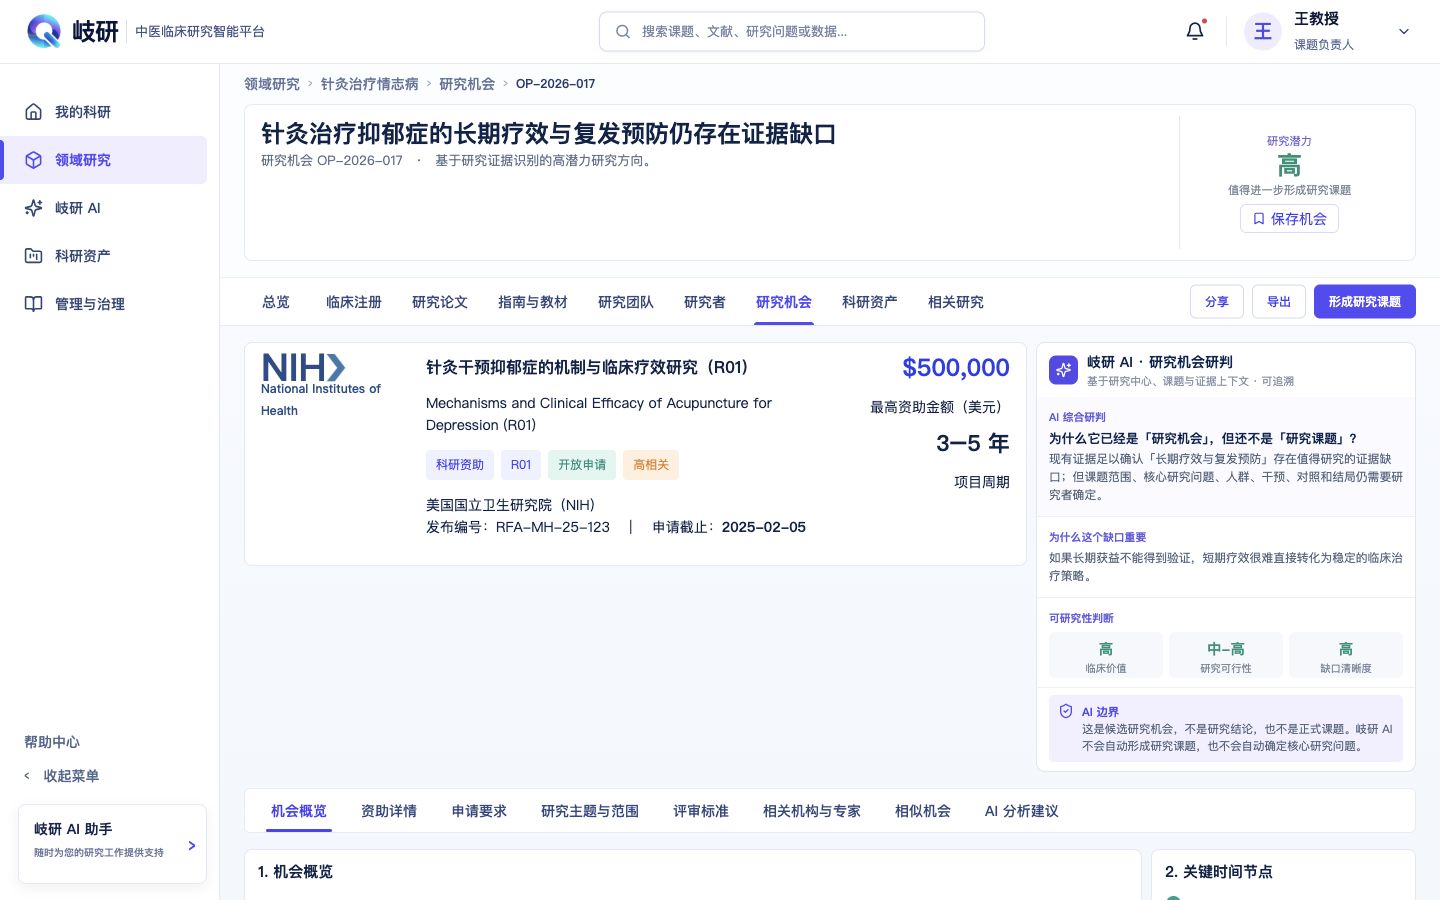 岐研
中医临床研究智能平台
搜索课题、文献、研究问题或数据...
王
王教授
课题负责人
我的科研
领域研究
岐研 AI
科研资产
管理与治理
帮助中心
收起菜单
岐研 AI 助手
随时为您的研究工作提供支持
领域研究 › 针灸治疗情志病 › 研究机会 › OP-2026-017
针灸治疗抑郁症的长期疗效与复发预防仍存在证据缺口
研究机会 OP-2026-017 · 基于研究证据识别的高潜力研究方向。
研究潜力
高
值得进一步形成研究课题
保存机会
总览 临床注册 研究论文 指南与教材 研究团队 研究者 研究机会 科研资产 相关研究
分享 导出 形成研究课题
NIH
National Institutes of
Health
针灸干预抑郁症的机制与临床疗效研究（R01）
Mechanisms and Clinical Efficacy of Acupuncture for
Depression (R01)
科研资助 R01 开放申请 高相关
美国国立卫生研究院（NIH）
发布编号：RFA-MH-25-123 | 申请截止：2025-02-05
$500,000
最高资助金额（美元）
3—5 年
项目周期
岐研 AI · 研究机会研判
基于研究中心、课题与证据上下文 · 可追溯
AI 综合研判
为什么它已经是「研究机会」，但还不是「研究课题」？
现有证据足以确认「长期疗效与复发预防」存在值得研究的证据缺
口；但课题范围、核心研究问题、人群、干预、对照和结局仍需要研
究者确定。
为什么这个缺口重要
如果长期获益不能得到验证，短期疗效很难直接转化为稳定的临床治
疗策略。
可研究性判断
高 中-高 高
临床价值 研究可行性 缺口清晰度
AI 边界
这是候选研究机会，不是研究结论，也不是正式课题。岐研 AI
不会自动形成研究课题，也不会自动确定核心研究问题。
机会概览 资助详情 申请要求 研究主题与范围 评审标准 相关机构与专家 相似机会 AI 分析建议
1. 机会概览
2. 关键时间节点